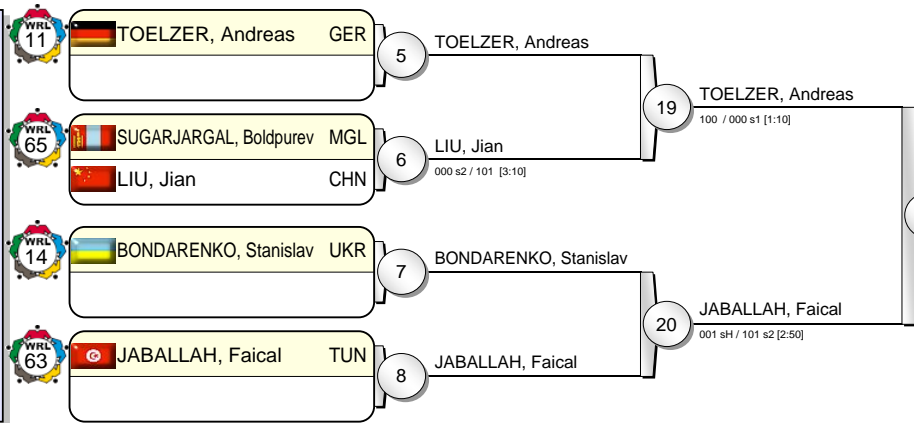 WRL
11
TOELZER, Andreas GER
5
TOELZER, Andreas
19
TOELZER, Andreas
100 / 000 s1 [1:10]
WRL
65
SUGARJARGAL, Boldpurev MGL
LIU, Jian CHN
6
LIU, Jian
000 s2 / 101 [3:10]
WRL
14
BONDARENKO, Stanislav UKR
7
BONDARENKO, Stanislav
20
JABALLAH, Faical
001 sH / 101 s2 [2:50]
WRL
63
JABALLAH, Faical TUN
8
JABALLAH, Faical